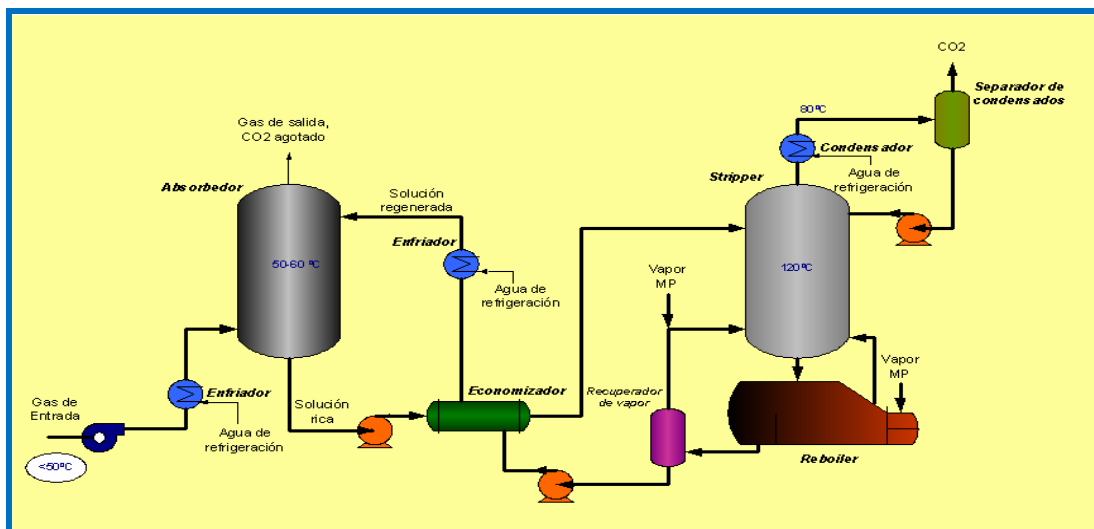 CO2
Separador de
condensados
80ºC
Gas de salida,
CO2 agotado
Condensador
Agua de
refrigeración
Absorbedor
Stripper
Solución
regenerada
Enfriador
50-60 ºC
Agua de
refrigeración
Vapor
MP
120ºC
Vapor
MP
Enfriador
Economizador
Recuperador
de vapor
Gas de
Entrada
Solución
rica
Agua de
refrigeración
Reboiler
<50ºC